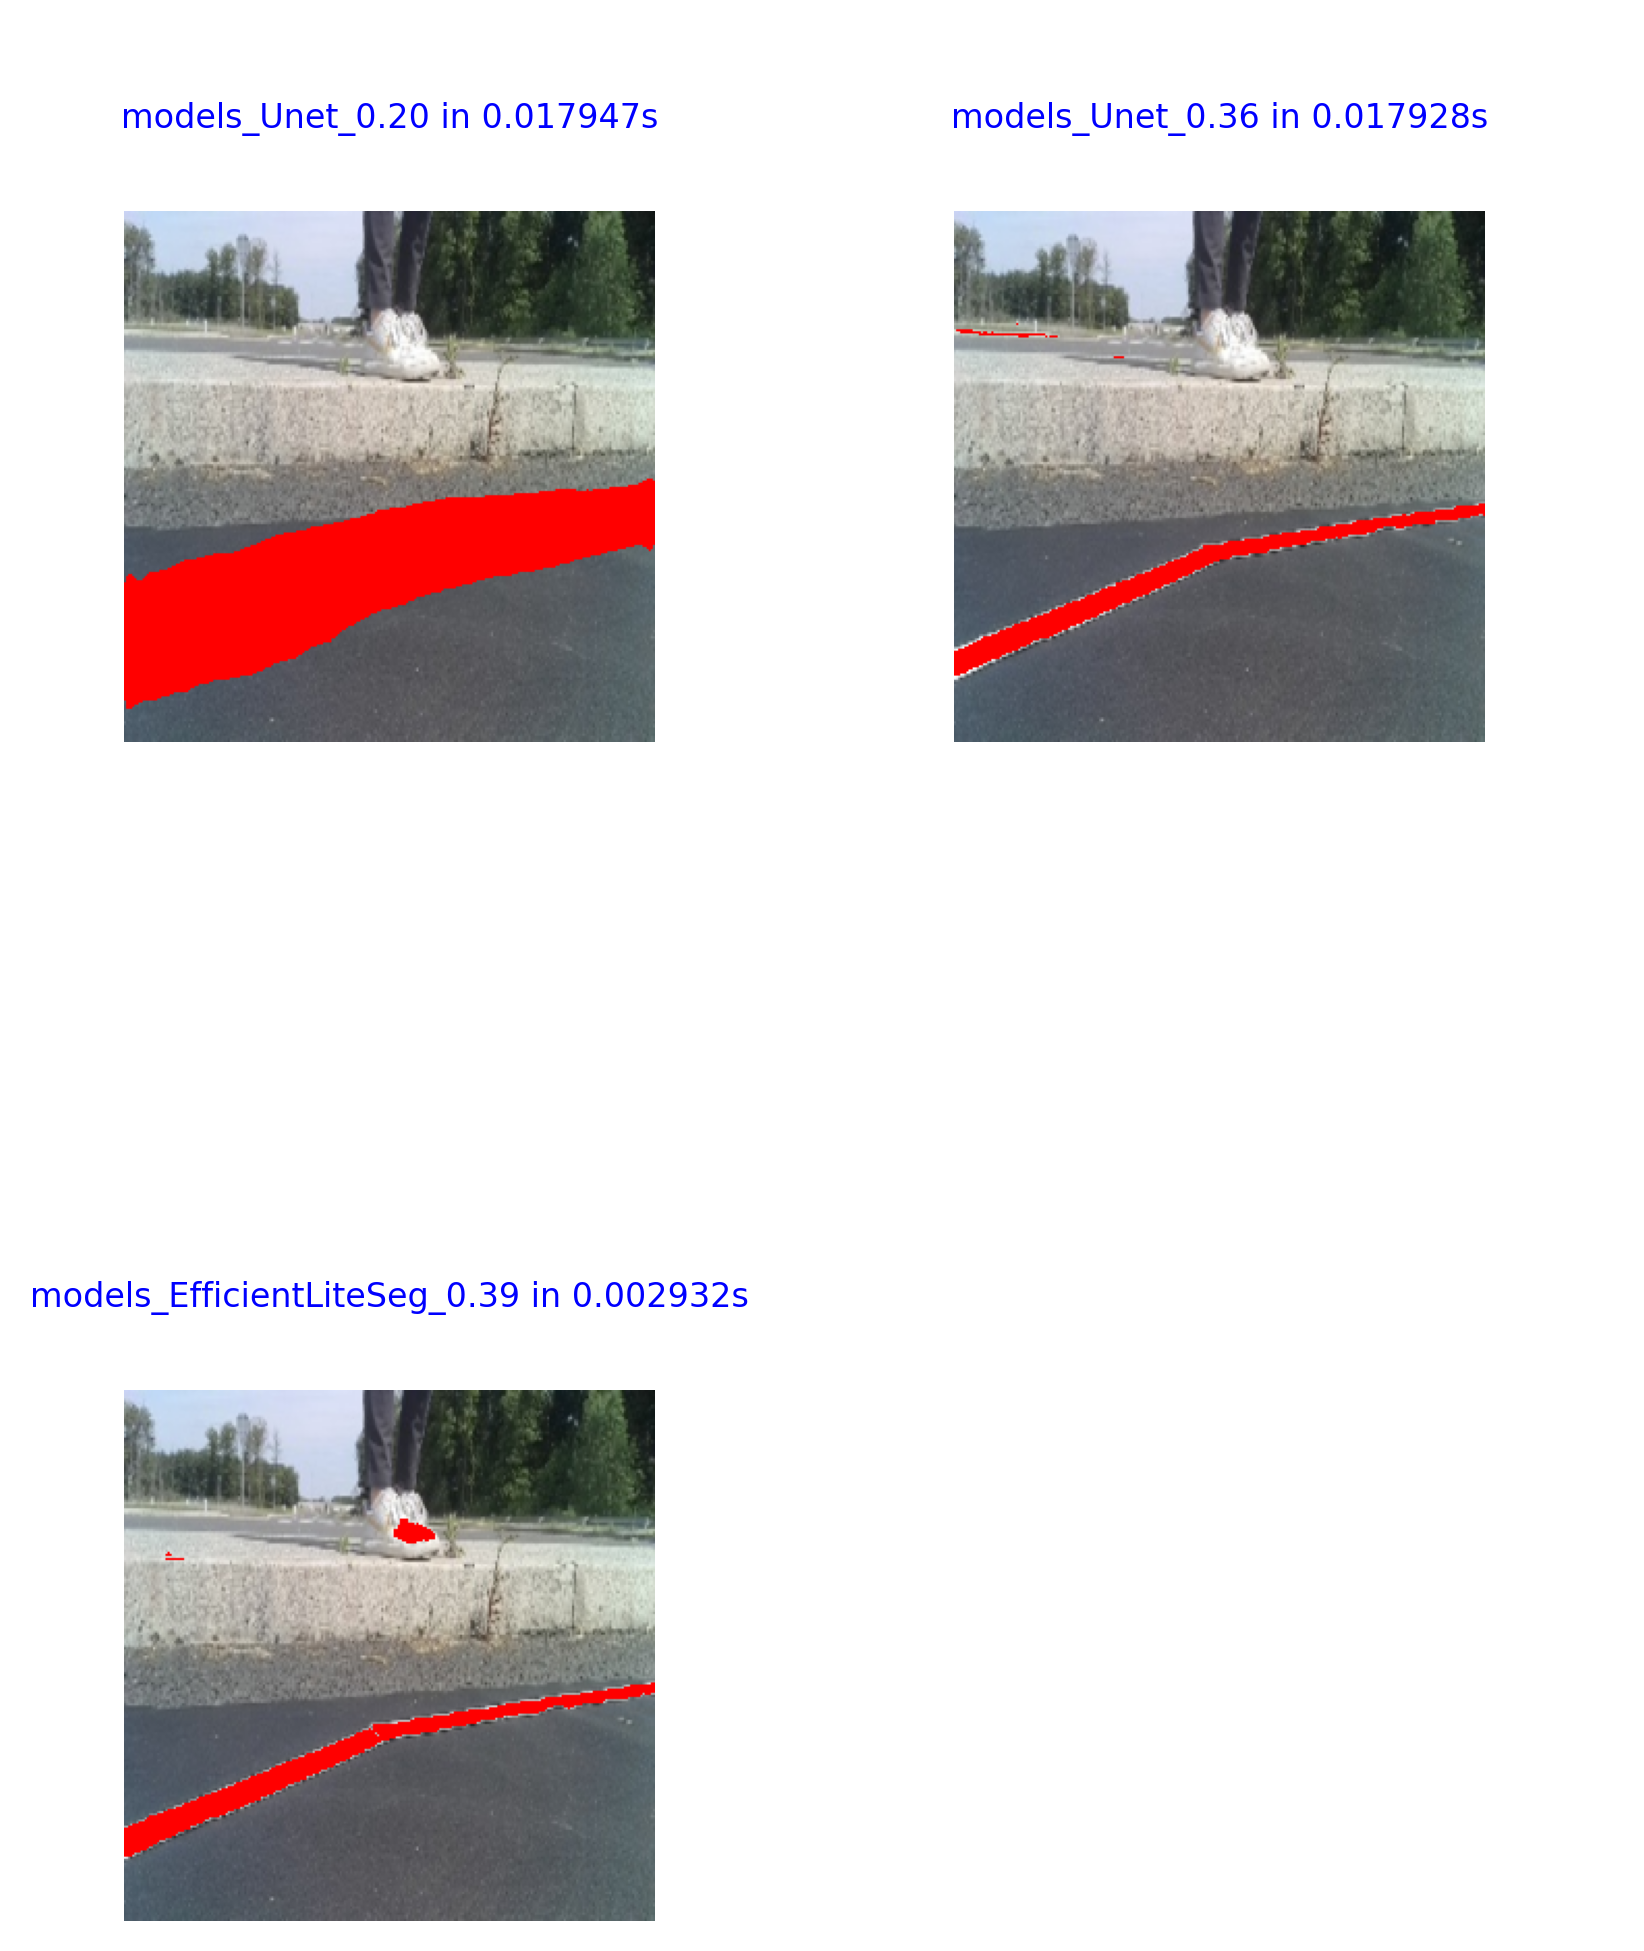 models_Unet_0.20 in 0.017947s
models_Unet_0.36 in 0.017928s
models_EfficientLiteSeg_0.39 in 0.002932s